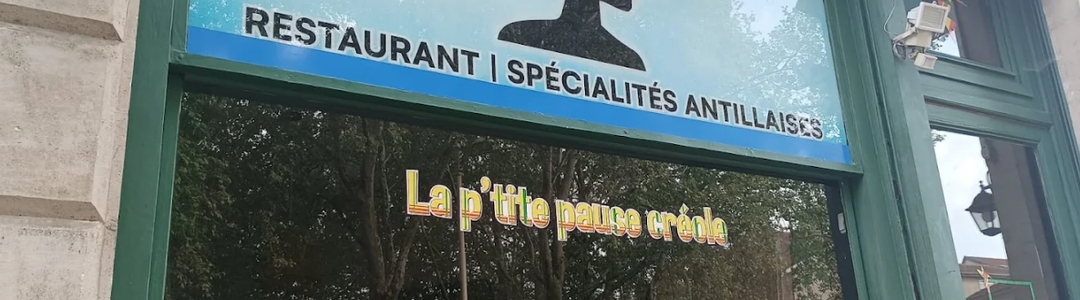 RESTAURANT | SPÉCIALITÉS ANTILLAISES
La p'tite pause créole